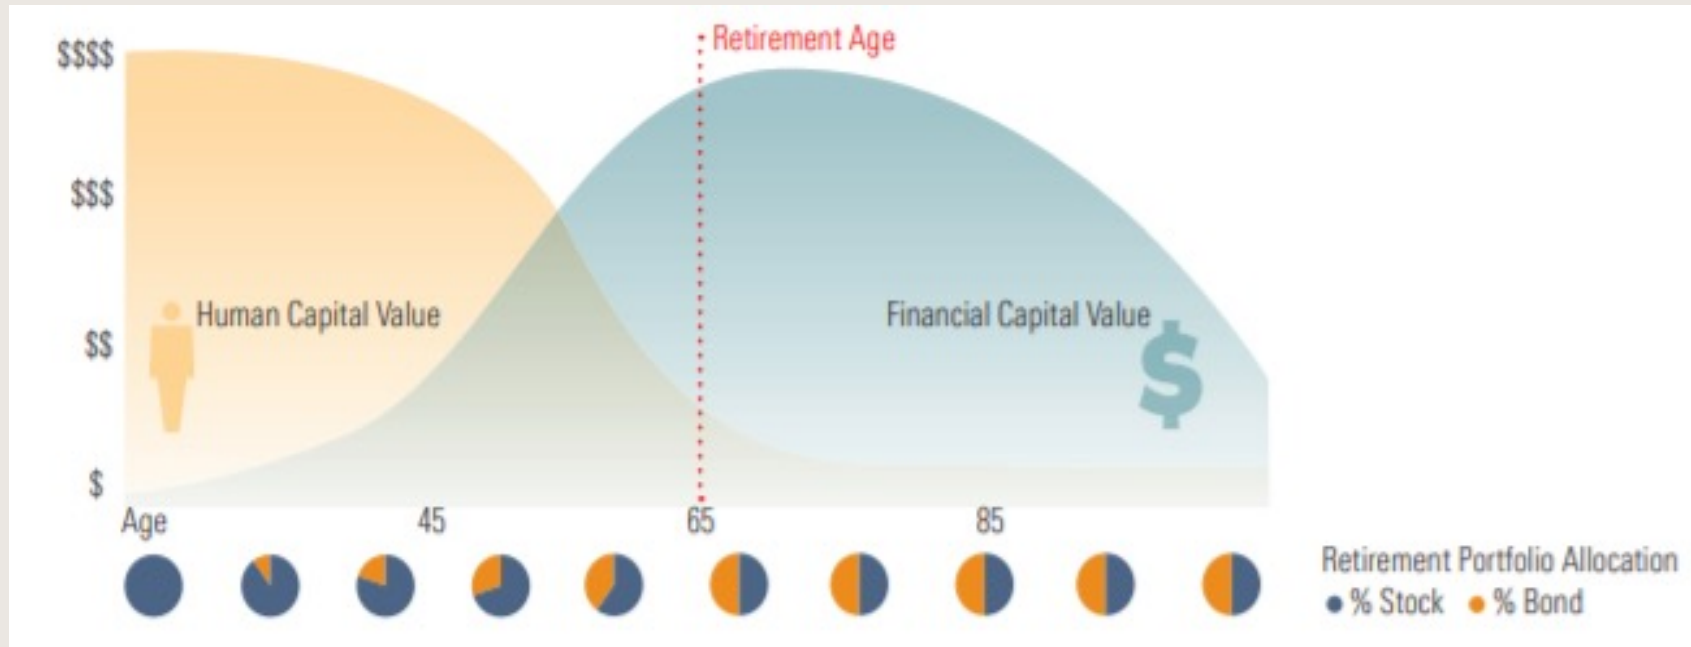 Retirement Age
$$$$
$$$
$$
$
Human Capital Value
Financial Capital Value
$
Age 45 65 85
Retirement Portfolio Allocation
% Stock % Bond